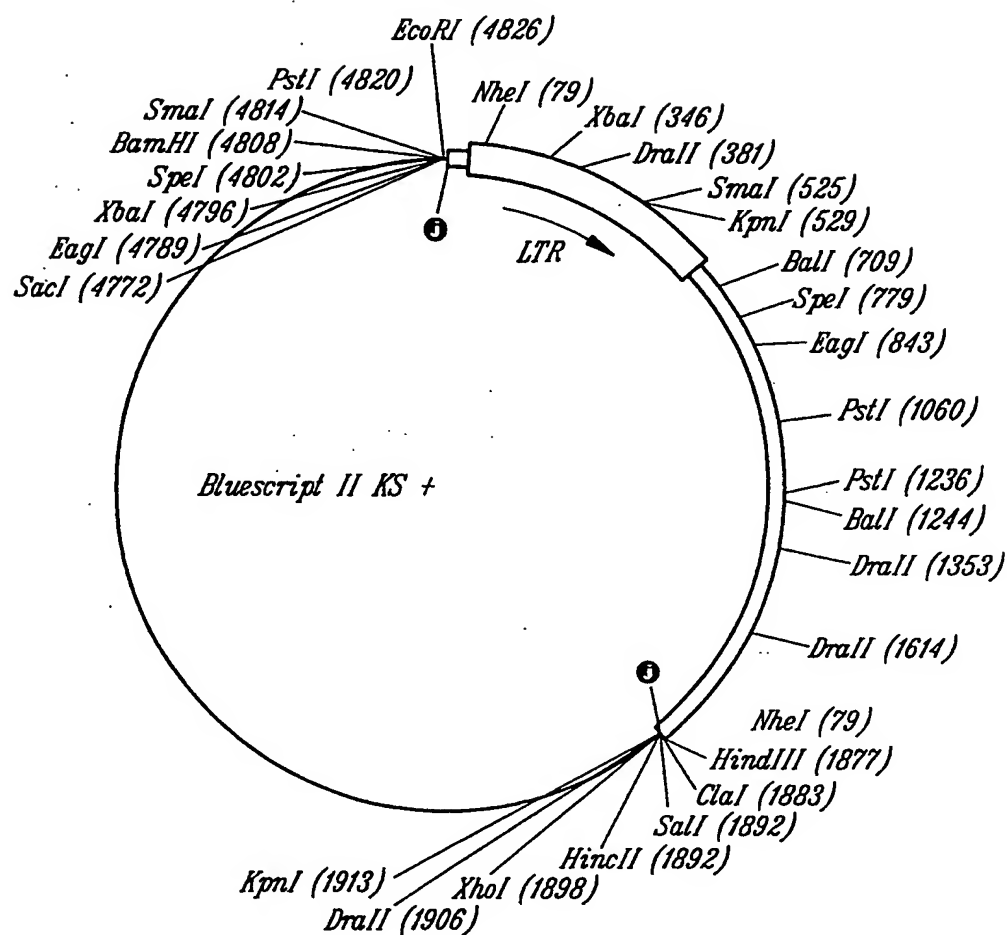 EcoRI (4826)
PstI (4820)
SmaI (4814)
BamHI (4808)
SpeI (4802)
XbaI (4796)
EagI (4789)
SacI (4772)
NheI (79)
XbaI (346)
DraII (381)
SmaI (525)
KpnI (529)
BalI (709)
SpeI (779)
EagI (843)
PstI (1060)
PstI (1236)
BalI (1244)
DraII (1353)
DraII (1614)
NheI (79)
HindIII (1877)
ClaI (1883)
SalI (1892)
HincII (1892)
XhoI (1898)
DraII (1906)
KpnI (1913)
j
LTR
Bluescript II KS +
j